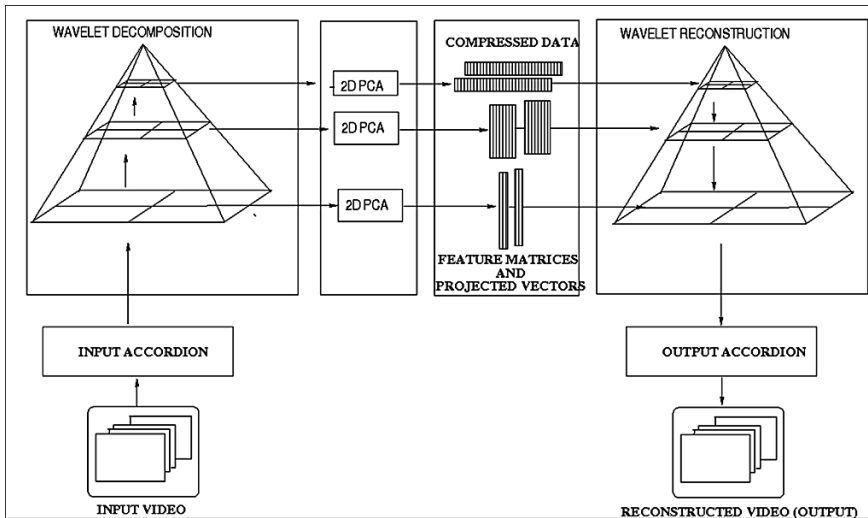 WAVELET DECOMPOSITION
COMPRESSED DATA
WAVELET RECONSTRUCTION
2D PCA
2D PCA
2D PCA
FEATURE MATRICES
AND
PROJECTED VECTORS
INPUT ACCORDION
OUTPUT ACCORDION
INPUT VIDEO
RECONSTRUCTED VIDEO (OUTPUT)